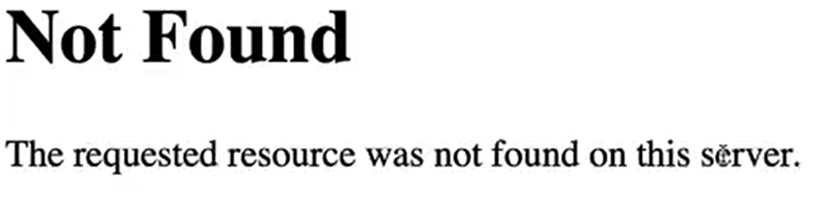 Not Found
The requested resource was not found on this server.